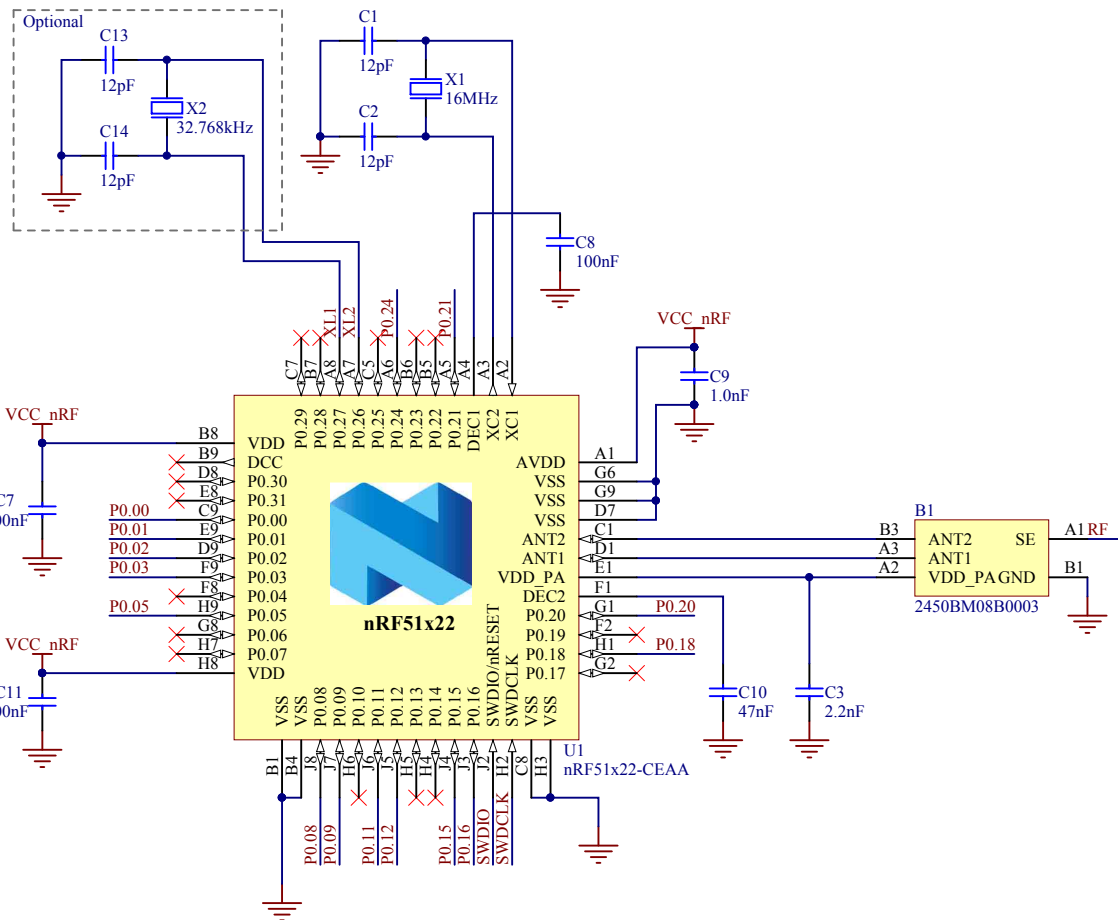 Optional
C13
12pF
X2
32.768kHz
C14
12pF
C1
12pF
X1
16MHz
C2
12pF
C8
100nF
XL1
XL2
P0.24
P0.21
C7
B7
A8
A7
C5
A6
B6
B5
A5
A4
A3
A2
P0.29
P0.28
P0.27
P0.26
P0.25
P0.24
P0.23
P0.22
P0.21
DEC1
XC2
XC1
VCC_nRF
C9
1.0nF
VCC_nRF
C7
00nF
P0.00
P0.01
P0.02
P0.03
P0.05
VCC_nRF
C11
00nF
B8 VDD
B9 DCC
D8 P0.30
E8 P0.31
C9 P0.00
E9 P0.01
D9 P0.02
F9 P0.03
F8 P0.04
H9 P0.05
G8 P0.06
H7 P0.07
H8 VDD
nRF51x22
AVDD A1
VSS G6
VSS G9
VSS D7
ANT2 C1
ANT1 D1
VDD_PA E1
DEC2 F1
P0.20 G1 P0.20
P0.19 F2
P0.18 H1 P0.18
P0.17 G2
B1
B3 ANT2 SE A1 RF
A3 ANT1
A2 VDD_PA GND B1
2450BM08B0003
C10
47nF
C3
2.2nF
VSS
VSS
P0.08
P0.09
P0.10
P0.11
P0.12
P0.13
P0.14
P0.15
P0.16
SWDIO/nRESET
SWDCLK
VSS
VSS
B1
B4
J8
J7
H6
J6
J5
H5
H4
J4
J3
J2
H2
C8
H3
U1
nRF51x22-CEAA
P0.08
P0.09
P0.11
P0.12
P0.15
P0.16
SWDIO
SWDCLK